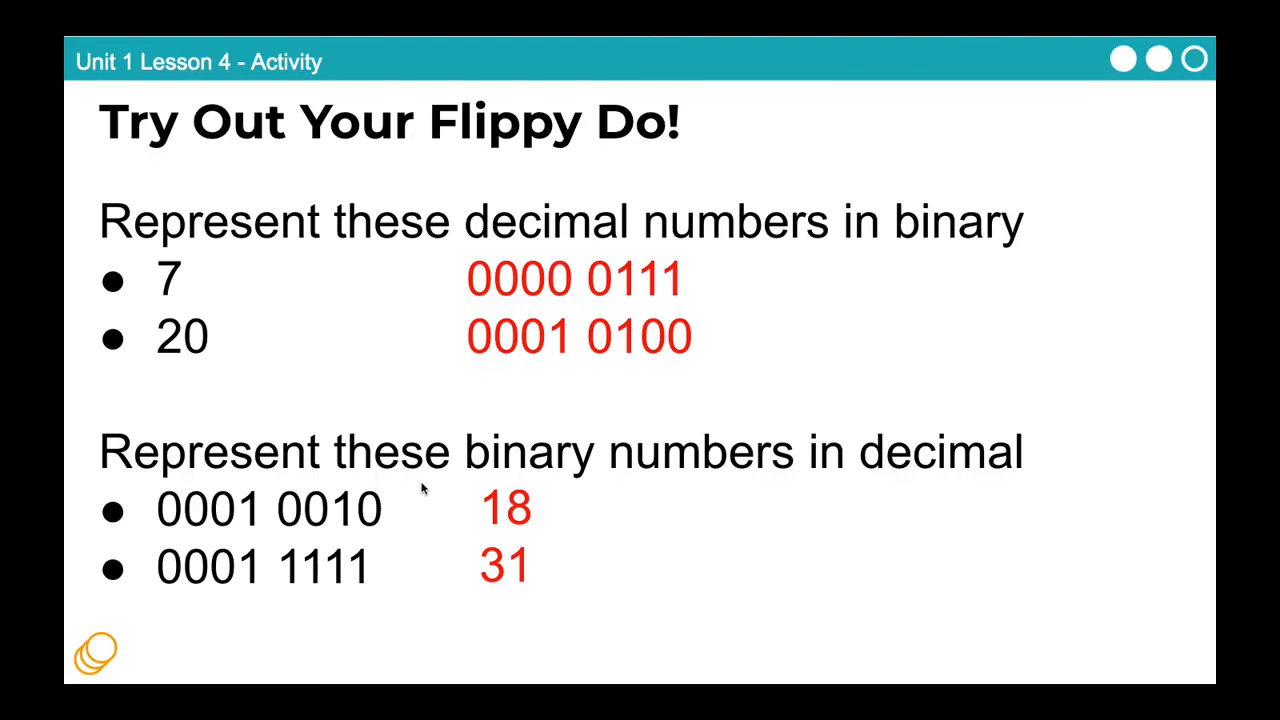 Unit 1 Lesson 4 - Activity
Try Out Your Flippy Do!
Represent these decimal numbers in binary
● 7 0000 0111
● 20 0001 0100
Represent these binary numbers in decimal
● 0001 0010 18
● 0001 1111 31